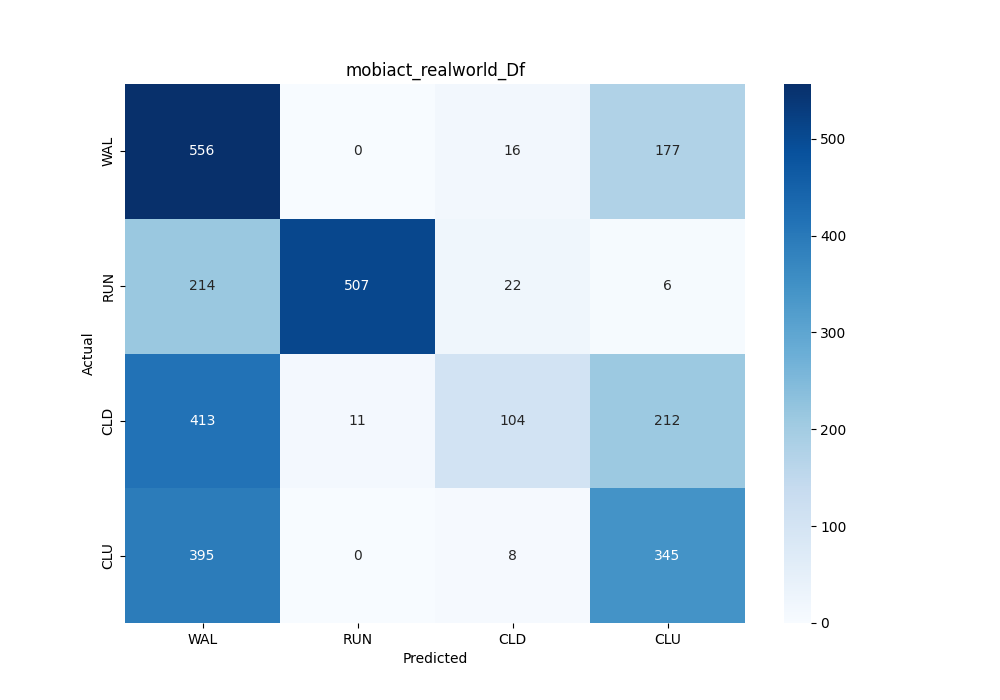 mobiact_realworld_Df
WAL 556 0 16 177
RUN 214 507 22 6
CLD 413 11 104 212
CLU 395 0 8 345
WAL RUN CLD CLU
Predicted
Actual
500
400
300
200
100
0